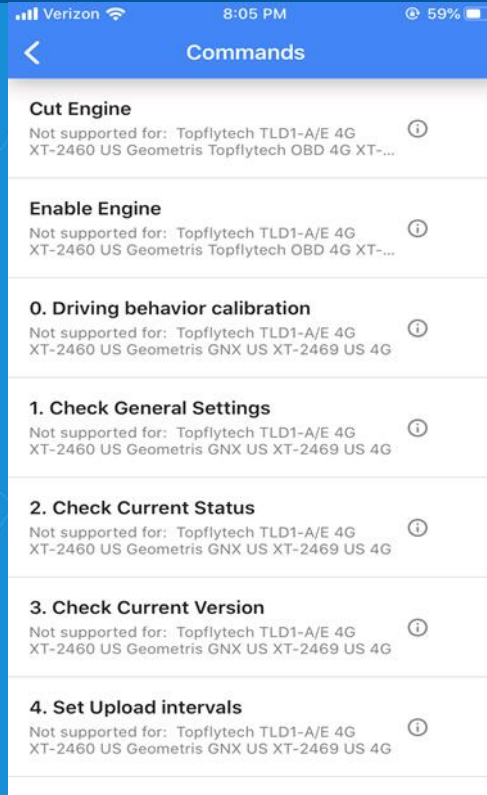 Verizon 8:05 PM 59%
Commands
Cut Engine
Not supported for: Topflytech TLD1-A/E 4G
XT-2460 US Geometris Topflytech OBD 4G XT-...
Enable Engine
Not supported for: Topflytech TLD1-A/E 4G
XT-2460 US Geometris Topflytech OBD 4G XT-...
0. Driving behavior calibration
Not supported for: Topflytech TLD1-A/E 4G
XT-2460 US Geometris GNX US XT-2469 US 4G
1. Check General Settings
Not supported for: Topflytech TLD1-A/E 4G
XT-2460 US Geometris GNX US XT-2469 US 4G
2. Check Current Status
Not supported for: Topflytech TLD1-A/E 4G
XT-2460 US Geometris GNX US XT-2469 US 4G
3. Check Current Version
Not supported for: Topflytech TLD1-A/E 4G
XT-2460 US Geometris GNX US XT-2469 US 4G
4. Set Upload intervals
Not supported for: Topflytech TLD1-A/E 4G
XT-2460 US Geometris GNX US XT-2469 US 4G